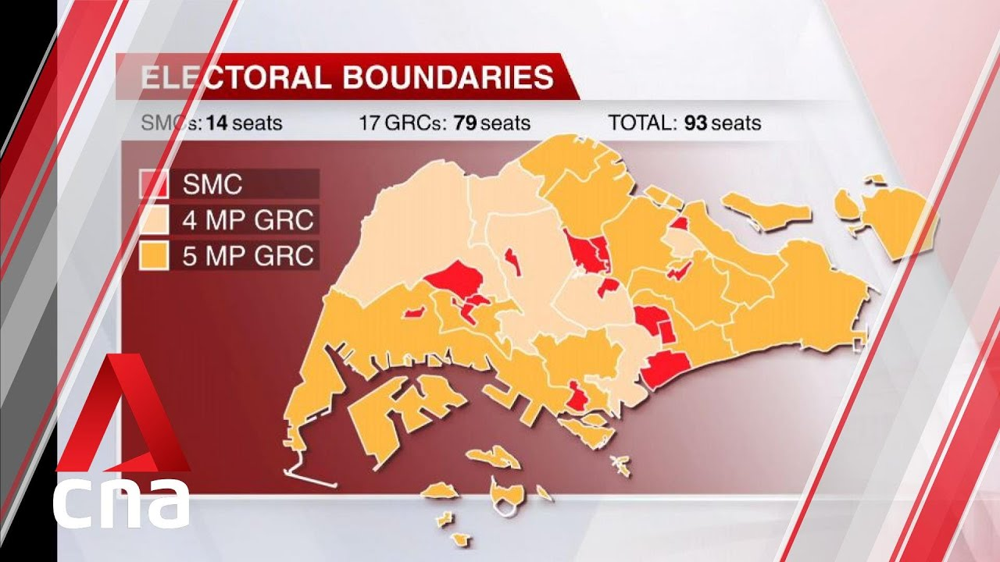 ELECTORAL BOUNDARIES
SMCs: 14 seats 17 GRCs: 79 seats TOTAL: 93 seats
SMC
4 MP GRC
5 MP GRC
cna